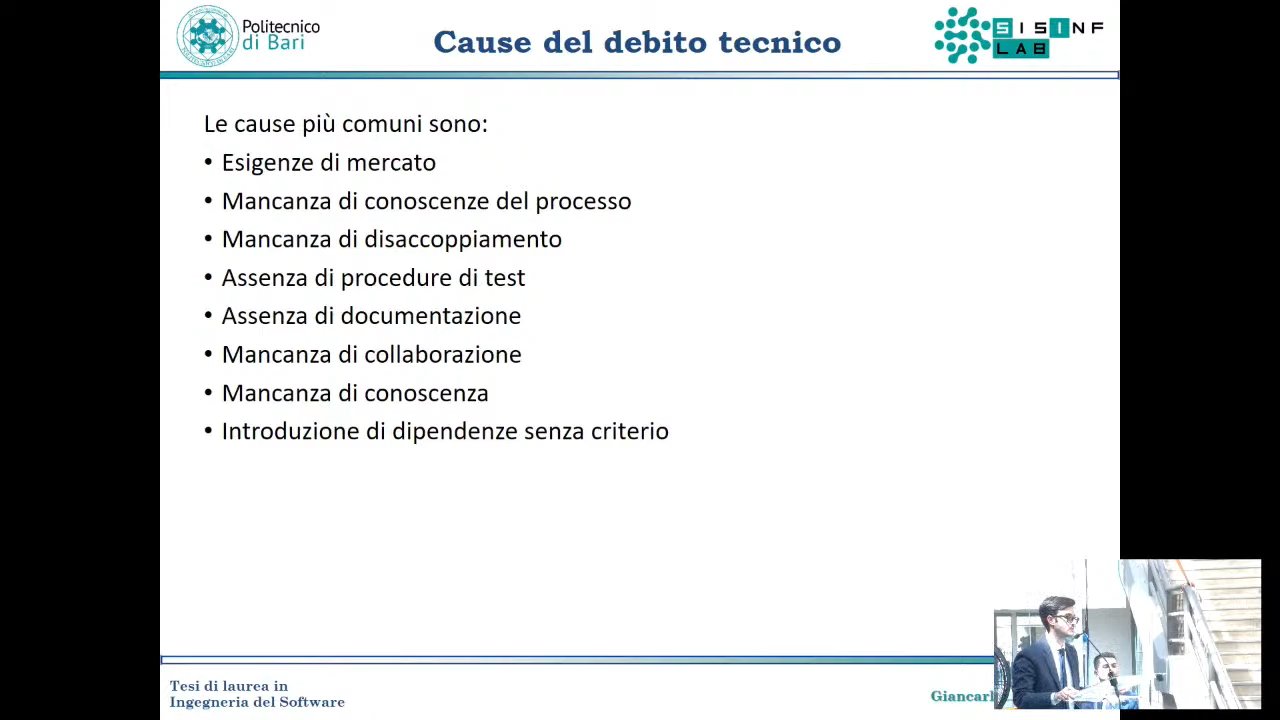 Politecnico
di Bari
Cause del debito tecnico
SISINF
LAB
Le cause più comuni sono:
• Esigenze di mercato
• Mancanza di conoscenze del processo
• Mancanza di disaccoppiamento
• Assenza di procedure di test
• Assenza di documentazione
• Mancanza di collaborazione
• Mancanza di conoscenza
• Introduzione di dipendenze senza criterio
Tesi di laurea in
Ingegneria del Software